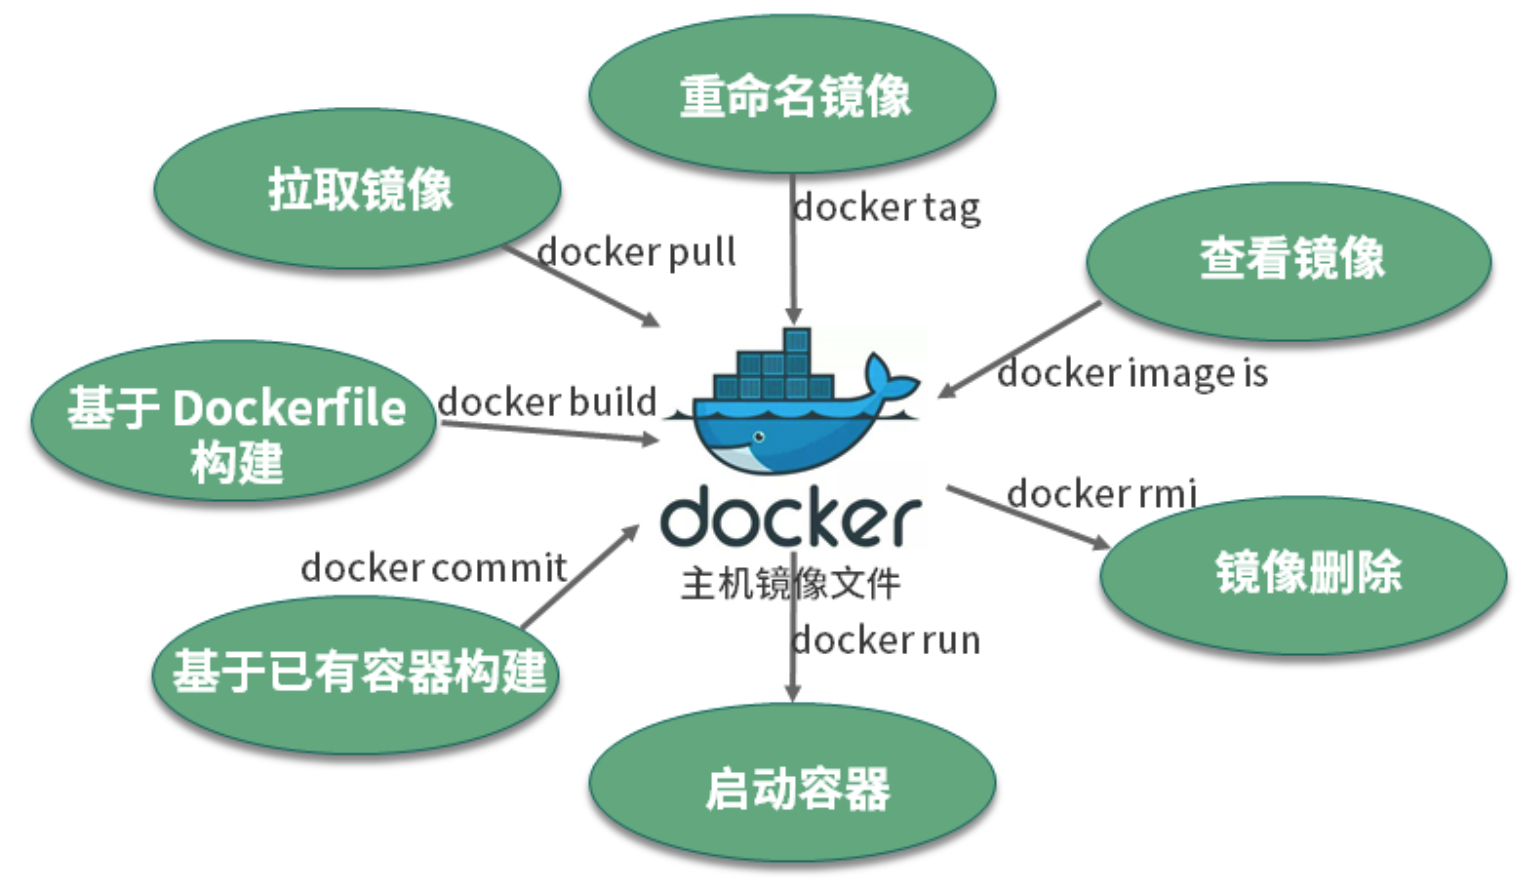 重命名镜像
拉取镜像
docker tag
docker pull
查看镜像
docker image is
基于 Dockerfile
构建
docker build
docker rmi
docker
镜像删除
docker commit
主机镜像文件
docker run
基于已有容器构建
启动容器